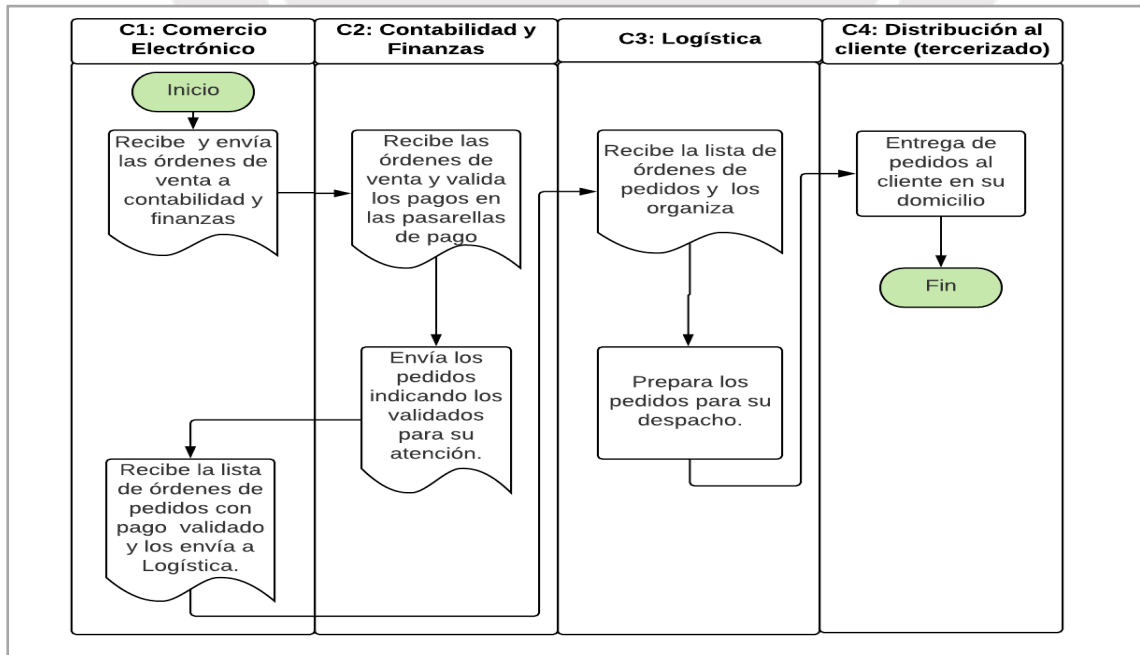 C1: Comercio
Electrónico
C2: Contabilidad y
Finanzas
C3: Logística
C4: Distribución al
cliente (tercerizado)
Inicio
Recibe y envía
las órdenes de
venta a
contabilidad y
finanzas
Recibe las
órdenes de
venta y valida
los pagos en
las pasarellas
de pago
Envía los
pedidos
indicando los
validados
para su
atención.
Recibe la lista
de órdenes de
pedidos con
pago validado
y los envía a
Logística.
Recibe la lista de
órdenes de
pedidos y los
organiza
Prepara los
pedidos para su
despacho.
Entrega de
pedidos al
cliente en su
domicilio
Fin